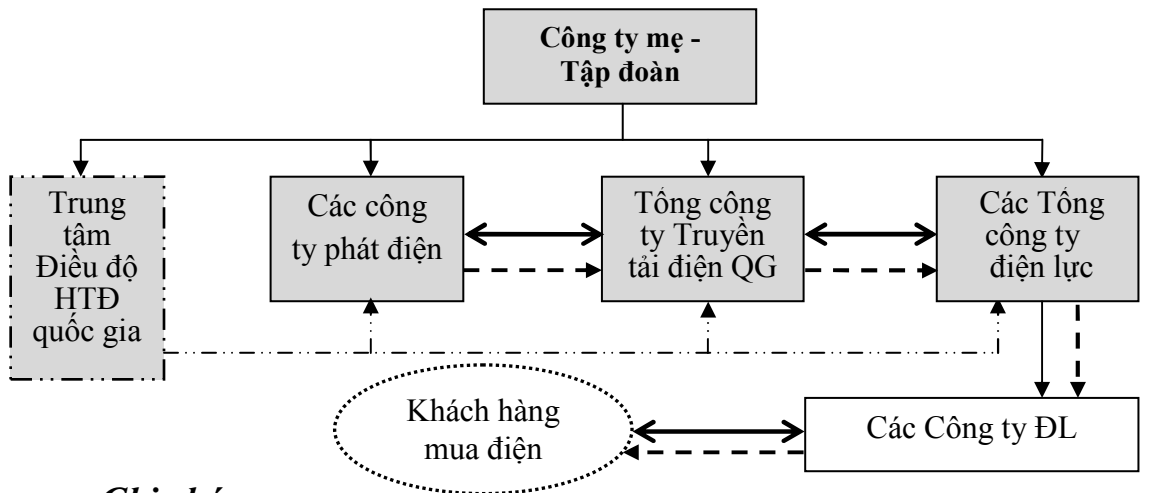 Công ty mẹ -
Tập đoàn
Trung
tâm
Điều độ
HTĐ
quốc gia
Các công
ty phát điện
Tổng công
ty Truyền
tải điện QG
Các Tổng
công ty
điện lực
Khách hàng
mua điện
Các Công ty ĐL